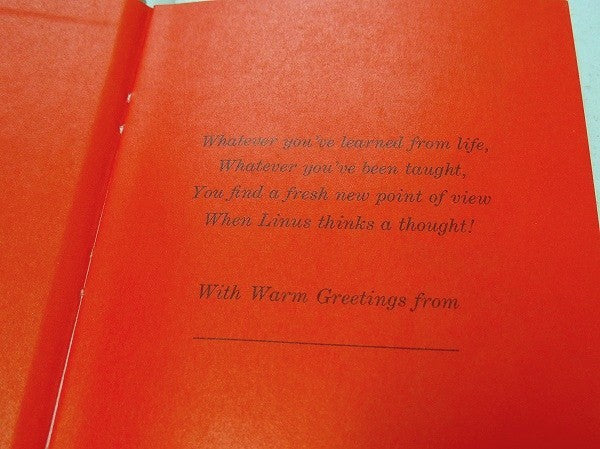 Whatever you've learned from life,
Whatever you've been taught,
You find a fresh new point of view
When Linus thinks a thought!
With Warm Greetings from